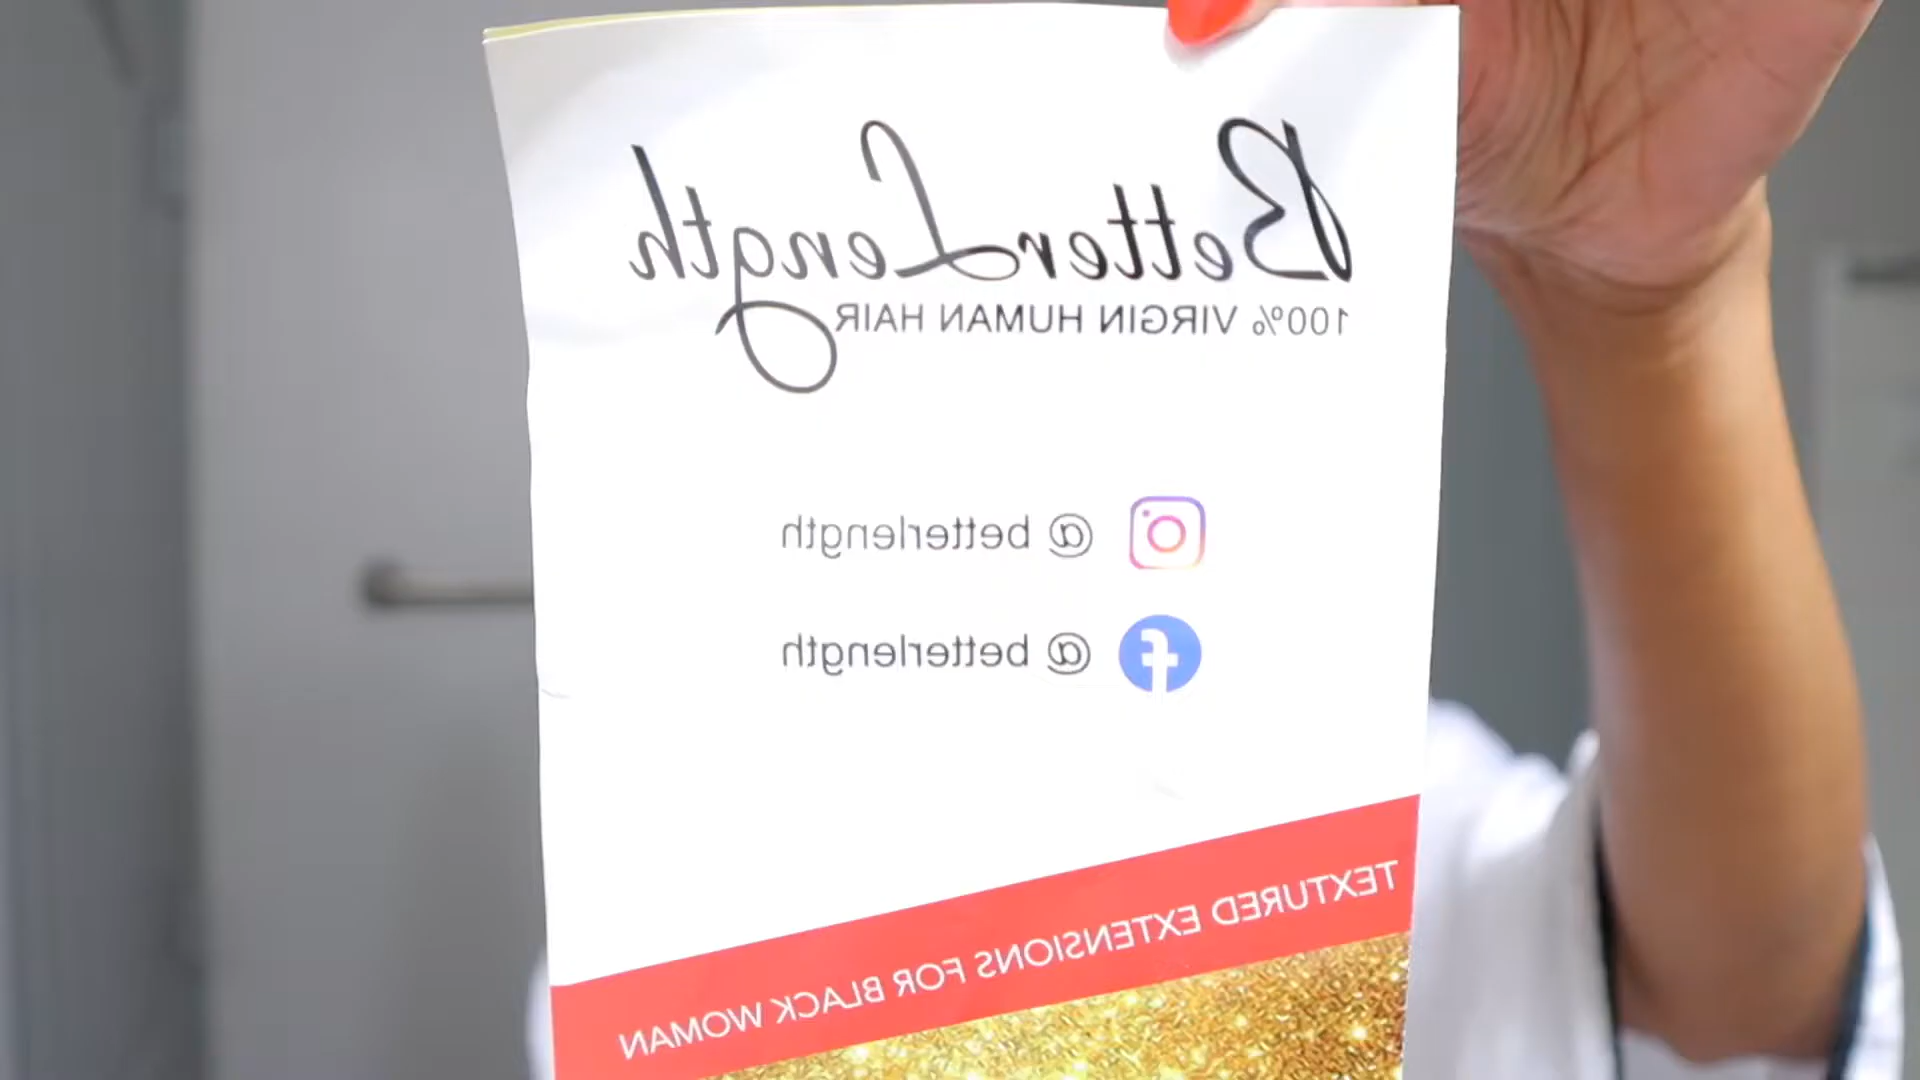 BetterLength
100% VIRGIN HUMAN HAIR
@ betterlength
@ betterlength
TEXTURED EXTENSIONS FOR BLACK WOMAN